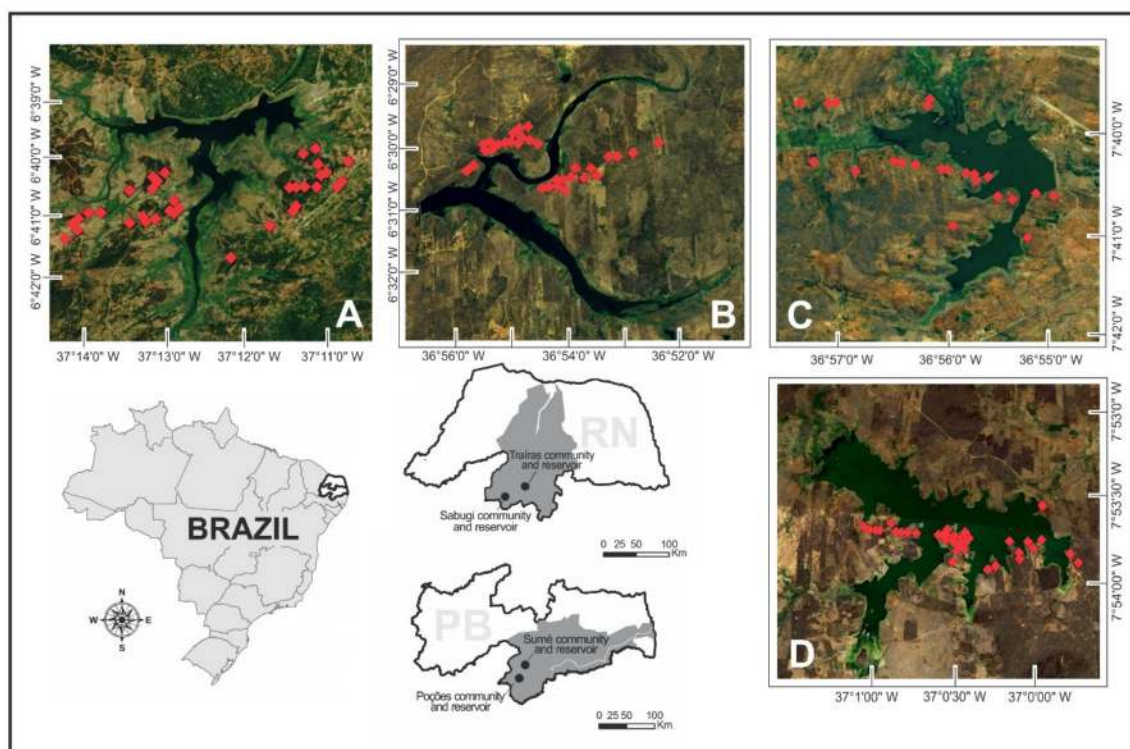 6°39'0" W
6°40'0" W
6°41'0" W
6°42'0" W
A
37°14'0" W
37°13'0" W
37°12'0" W
37°11'0" W
6°29'0" W
6°30'0" W
6°31'0" W
6°32'0" W
B
36°56'0" W
36°54'0" W
36°52'0" W
C
7°40'0" W
7°41'0" W
7°42'0" W
36°57'0" W
36°56'0" W
36°55'0" W
BRAZIL
N
W
E
S
RN
Traíras community
and reservoir
Sabugi community
and reservoir
0 25 50 100
Km
PB
Sumé community
and reservoir
Poções community
and reservoir
0 25 50 100
Km
D
7°53'0" W
7°53'30" W
7°54'00" W
37°1'00" W
37°0'30" W
37°0'00" W